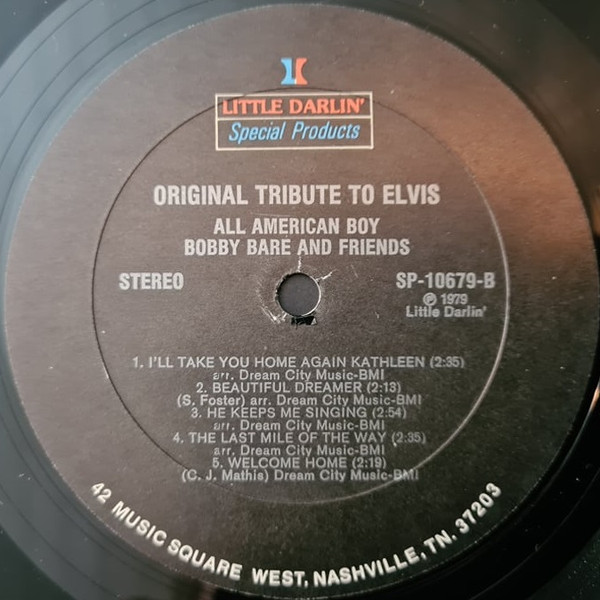 LITTLE DARLIN'
Special Products
ORIGINAL TRIBUTE TO ELVIS
ALL AMERICAN BOY
BOBBY BARE AND FRIENDS
STEREO
SP-10679-B
℗ 1979
Little Darlin'
1. I'LL TAKE YOU HOME AGAIN KATHLEEN (2:35)
arr. Dream City Music-BMI
2. BEAUTIFUL DREAMER (2:13)
(S. Foster) arr. Dream City Music-BMI
3. HE KEEPS ME SINGING (2:54)
arr. Dream City Music-BMI
4. THE LAST MILE OF THE WAY (2:35)
arr. Dream City Music-BMI
5. WELCOME HOME (2:19)
(C. J. Mathis) Dream City Music-BMI
42 MUSIC SQUARE WEST, NASHVILLE, TN. 37203